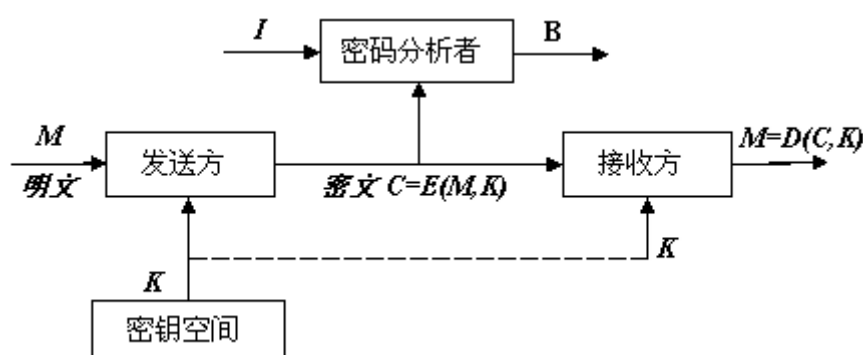 I
密码分析者
B
M
明文
发送方
密文 C=E(M,K)
接收方
M=D(C,K)
K
K
密钥空间